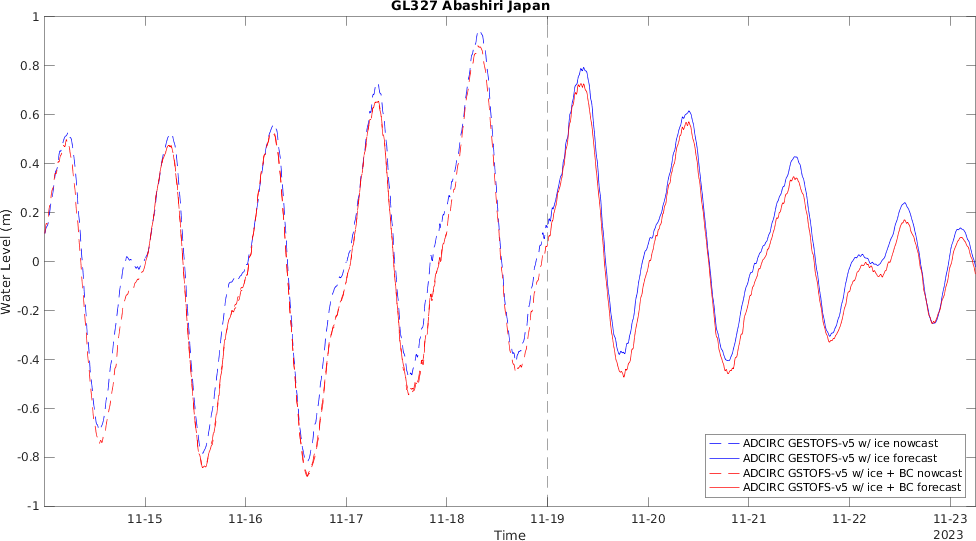 GL327 Abashiri Japan
1
0.8
0.6
0.4
0.2
0
-0.2
-0.4
-0.6
-0.8
-1
Water Level (m)
ADCIRC GESTOFS-v5 w/ ice nowcast
ADCIRC GESTOFS-v5 w/ ice forecast
ADCIRC GSTOFS-v5 w/ ice + BC nowcast
ADCIRC GSTOFS-v5 w/ ice + BC forecast
11-15 11-16 11-17 11-18 11-19 11-20 11-21 11-22 11-23
Time 2023